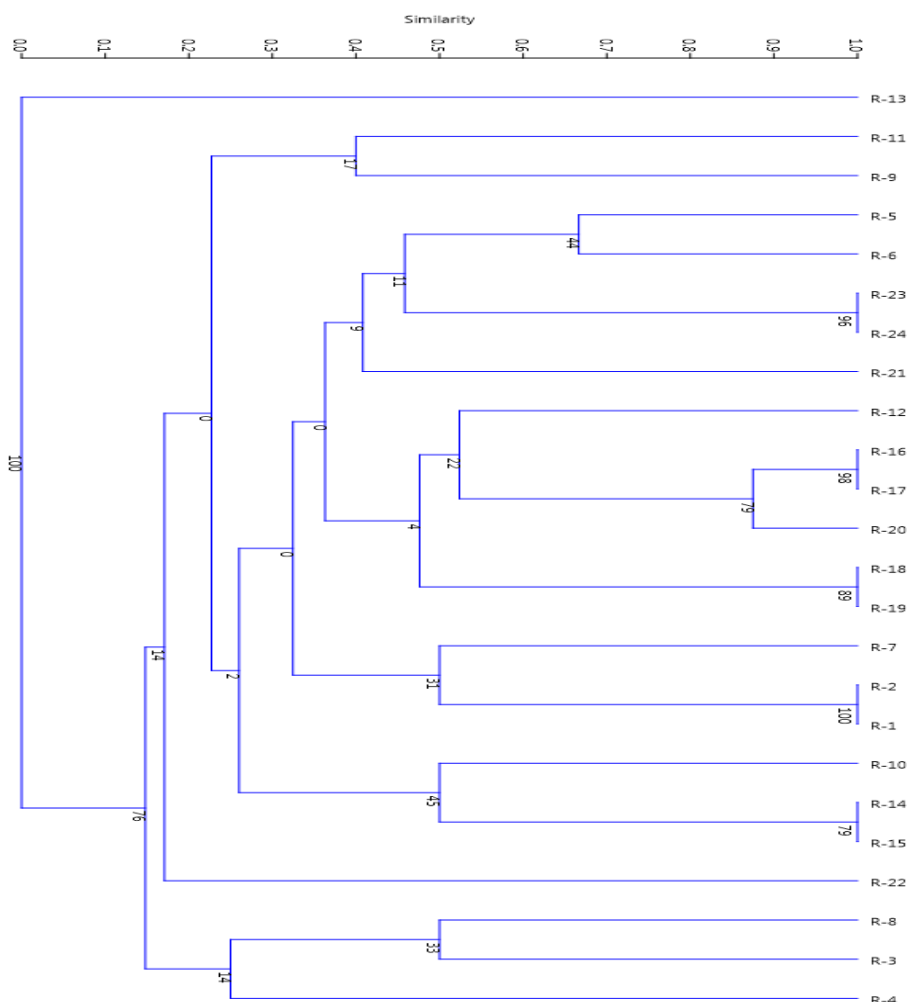 Similarity
0.0 0.1 0.2 0.3 0.4 0.5 0.6 0.7 0.8 0.9 1.0
R-13
R-11
17
R-9
R-5
44
R-6
11
R-23
96
R-24
9
R-21
R-12
0
0
22
R-16
98
R-17
100
79
R-20
4
0
R-18
89
R-19
R-7
14
2
31
R-2
100
R-1
R-10
45
R-14
76
79
R-15
R-22
R-8
33
R-3
14
R-4